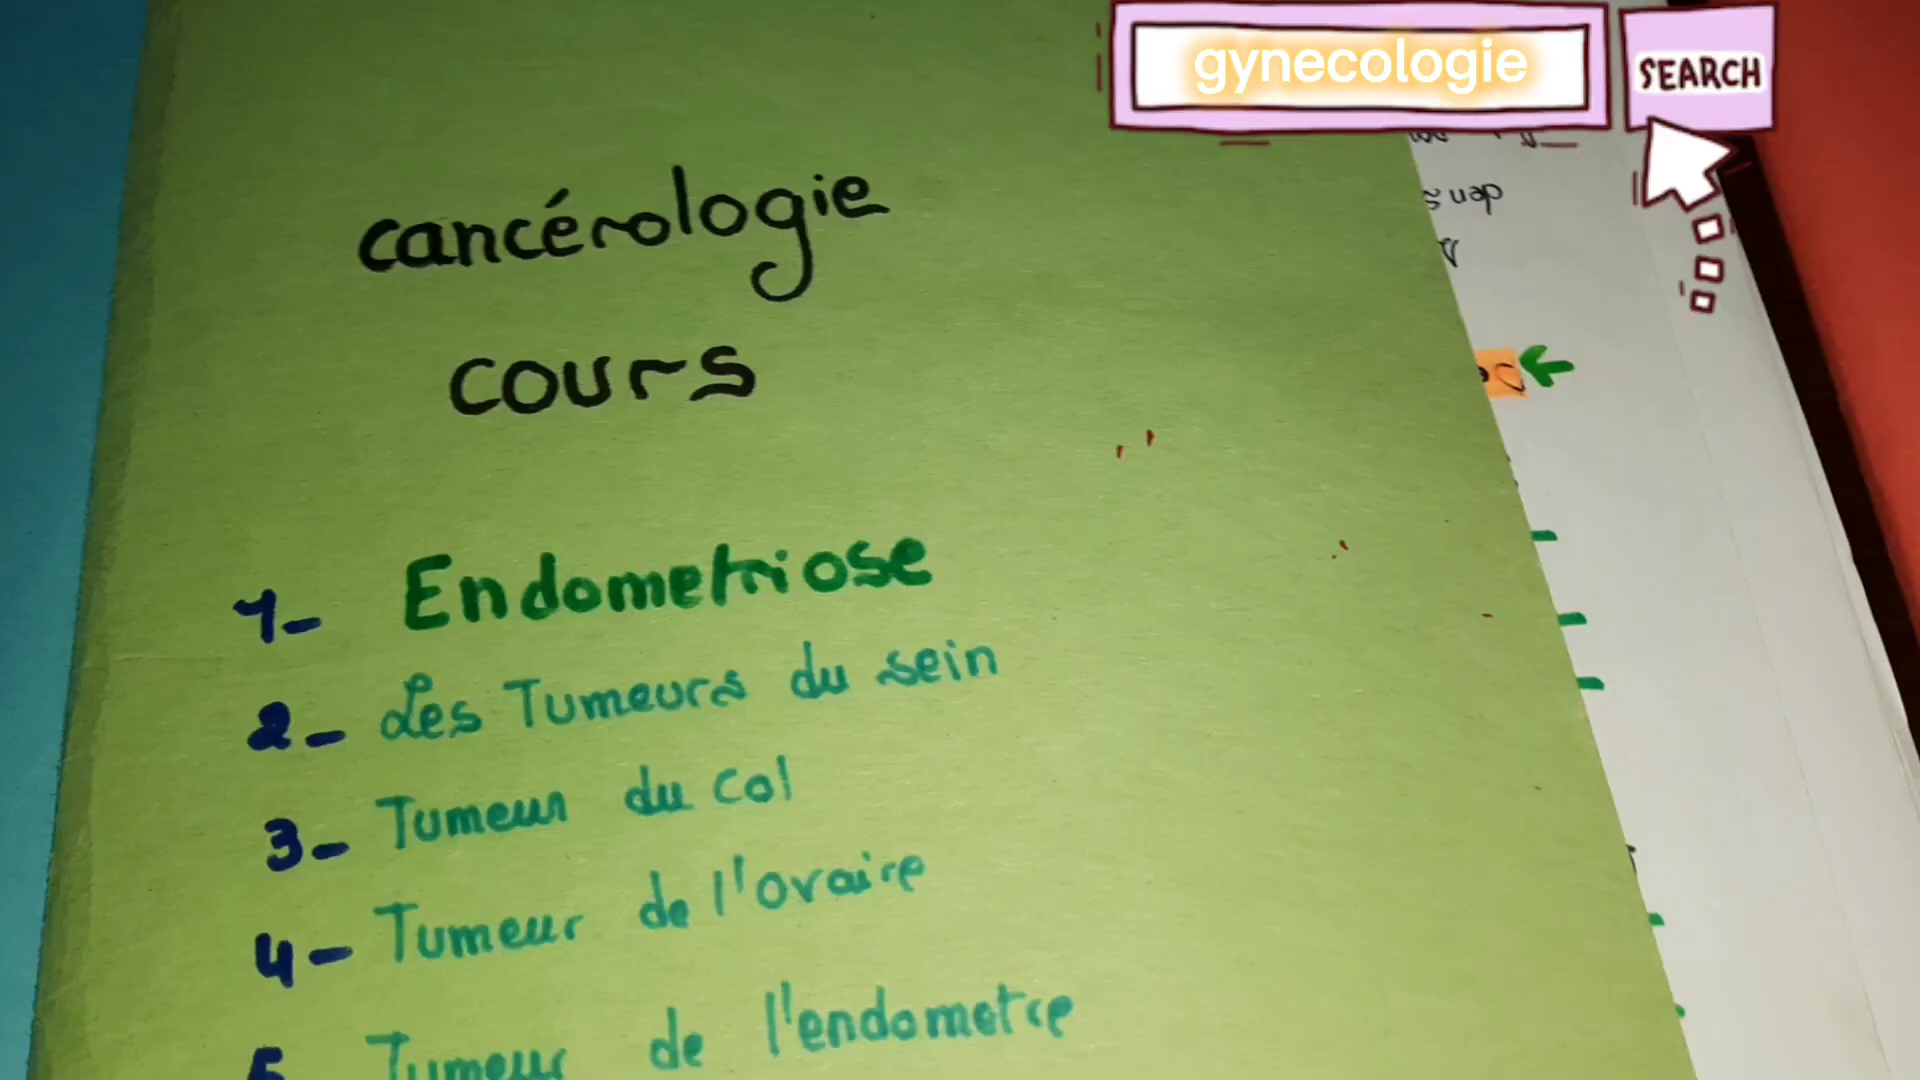 gynecologie
SEARCH
cancérologie
cours
1- Endometriose
2- Les Tumeurs du sein
3- Tumeur du col
4- Tumeur de l'ovaire
5 Tumeur de l'endometre